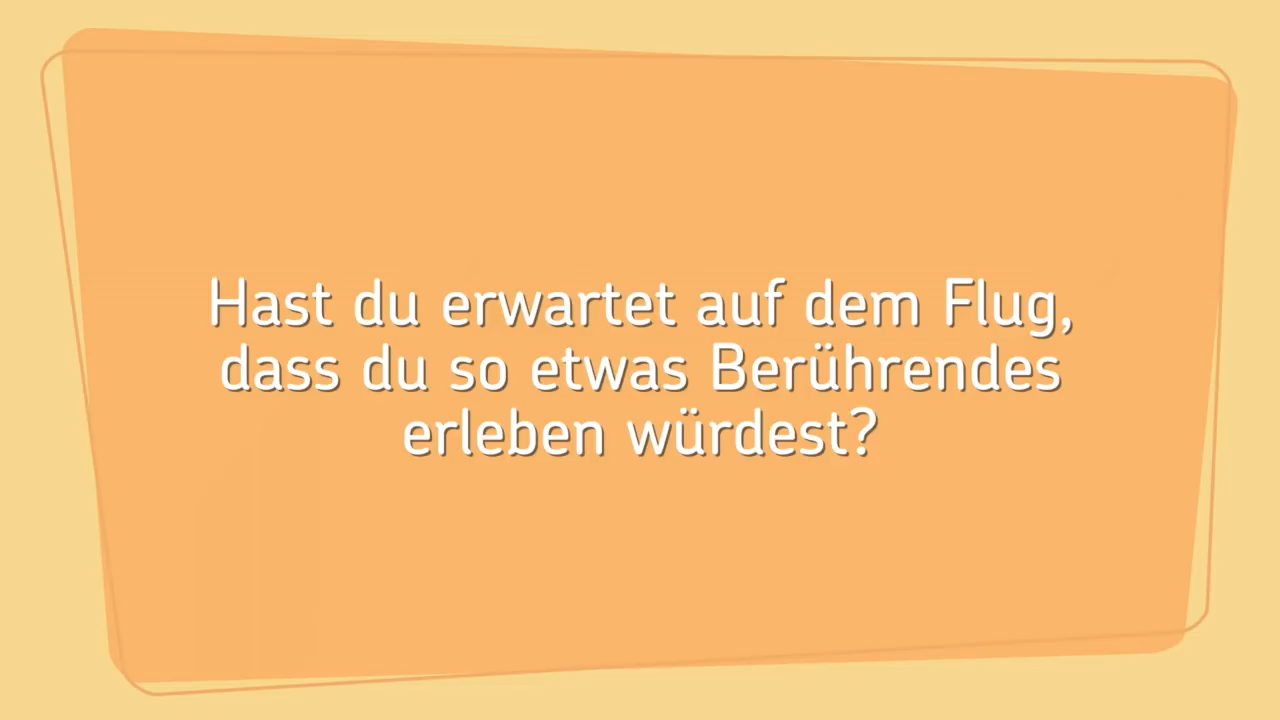 Hast du erwartet auf dem Flug,
dass du so etwas Berührendes
erleben würdest?